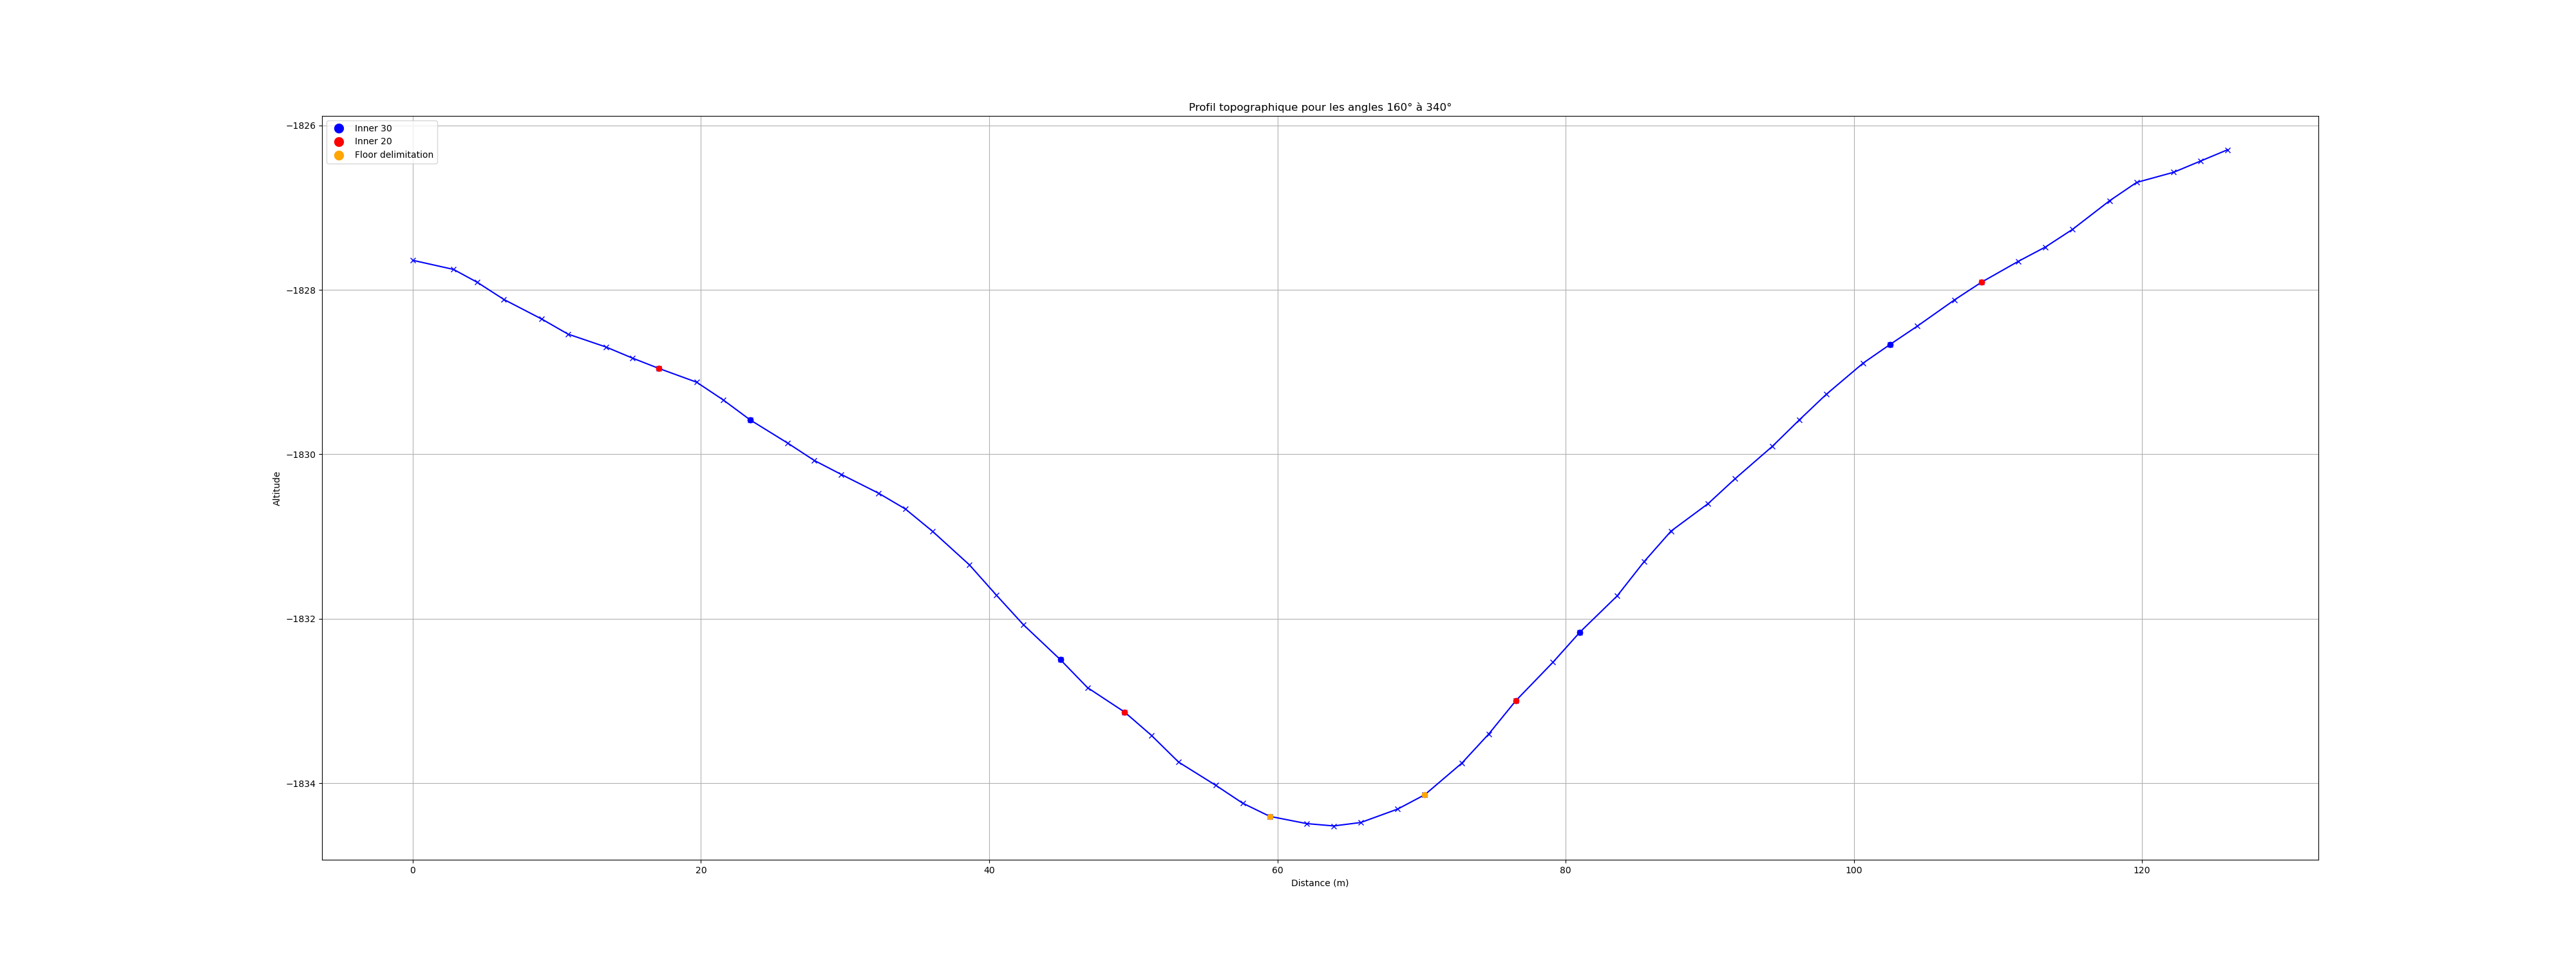 Profil topographique pour les angles 160° à 340°
Inner 30
Inner 20
Floor delimitation
−1826
−1828
−1830
−1832
−1834
Altitude
0
20
40
60
80
100
120
Distance (m)